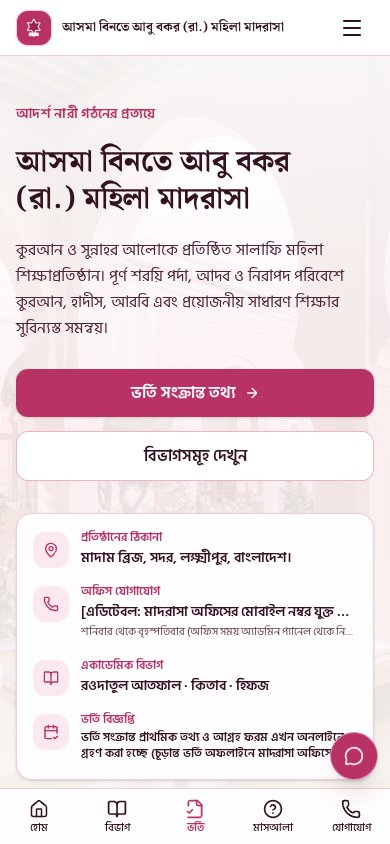 আসমা বিনতে আবু বকর (রা.) মহিলা মাদরাসা
আদর্শ নারী গঠনের প্রত্যয়ে
আসমা বিনতে আবু বকর
(রা.) মহিলা মাদরাসা
কুরআন ও সুন্নাহর আলোকে প্রতিষ্ঠিত সালাফি মহিলা
শিক্ষাপ্রতিষ্ঠান। পূর্ণ শরয়ি পর্দা, আদব ও নিরাপদ পরিবেশে
কুরআন, হাদীস, আরবি এবং প্রয়োজনীয় সাধারণ শিক্ষার
সুবিন্যস্ত সমন্বয়।
ভর্তি সংক্রান্ত তথ্য →
বিভাগসমূহ দেখুন
প্রতিষ্ঠানের ঠিকানা
মাদাম ব্রিজ, সদর, লক্ষ্মীপুর, বাংলাদেশ।
অফিস যোগাযোগ
[এডিটেবল: মাদরাসা অফিসের মোবাইল নম্বর যুক্ত ...
শনিবার থেকে বৃহস্পতিবার (অফিস সময় অ্যাডমিন প্যানেল থেকে নি...
একাডেমিক বিভাগ
রওদাতুল আতফাল · কিতাব · হিফজ
ভর্তি বিজ্ঞপ্তি
ভর্তি সংক্রান্ত প্রাথমিক তথ্য ও আগ্রহ ফরম এখন অনলাইনে
গ্রহণ করা হচ্ছে (চূড়ান্ত ভর্তি অফলাইনে মাদরাসা অফিসে
হোম
বিভাগ
ভর্তি
মাসআলা
যোগাযোগ